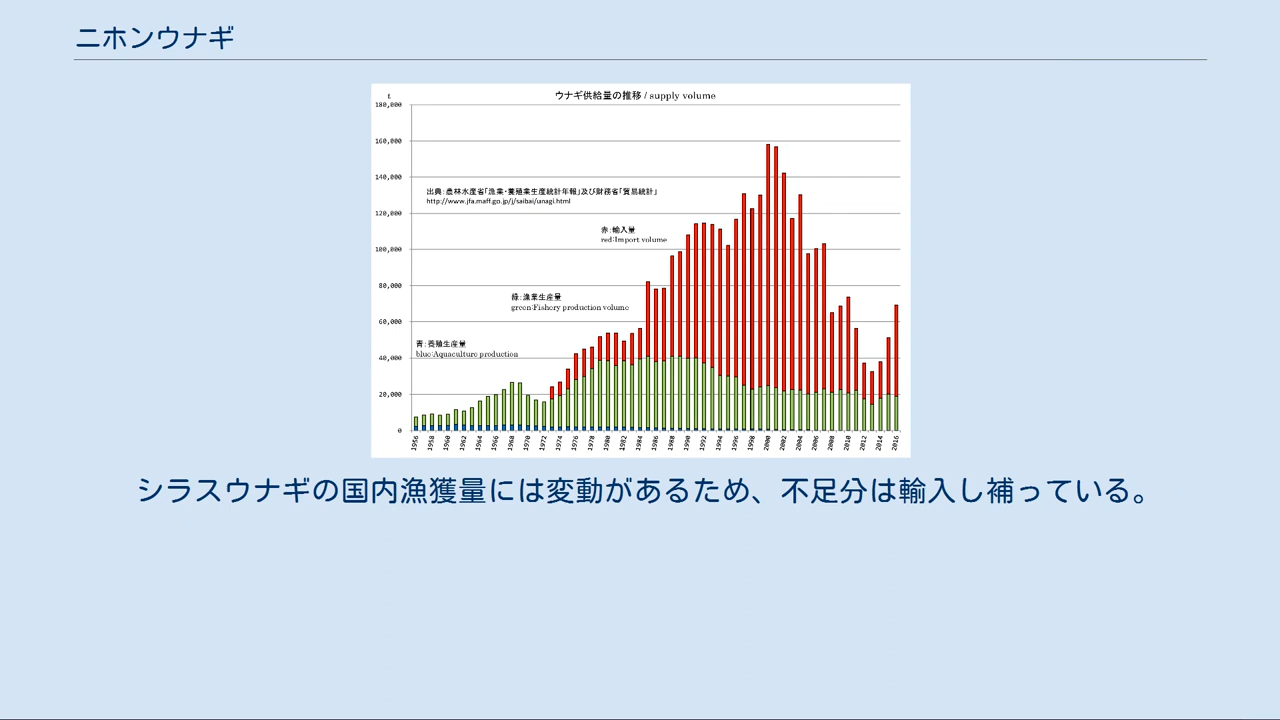 ニホンウナギ
ウナギ供給量の推移 / supply volume
t
180,000
160,000
140,000
120,000
100,000
80,000
60,000
40,000
20,000
0
出典:農林水産省「漁業・養殖業生産統計年報」及び財務省「貿易統計」
http://www.jfa.maff.go.jp/j/saibai/unagi.html
赤:輸入量
red:Import volume
緑:漁業生産量
green:Fishery production volume
青:養殖生産量
blue:Aquaculture production
1956 1958 1960 1962 1964 1966 1968 1970 1972 1974 1976 1978 1980 1982 1984 1986 1988 1990 1992 1994 1996 1998 2000 2002 2004 2006 2008 2010 2012 2014 2016
シラスウナギの国内漁獲量には変動があるため、不足分は輸入し補っている。